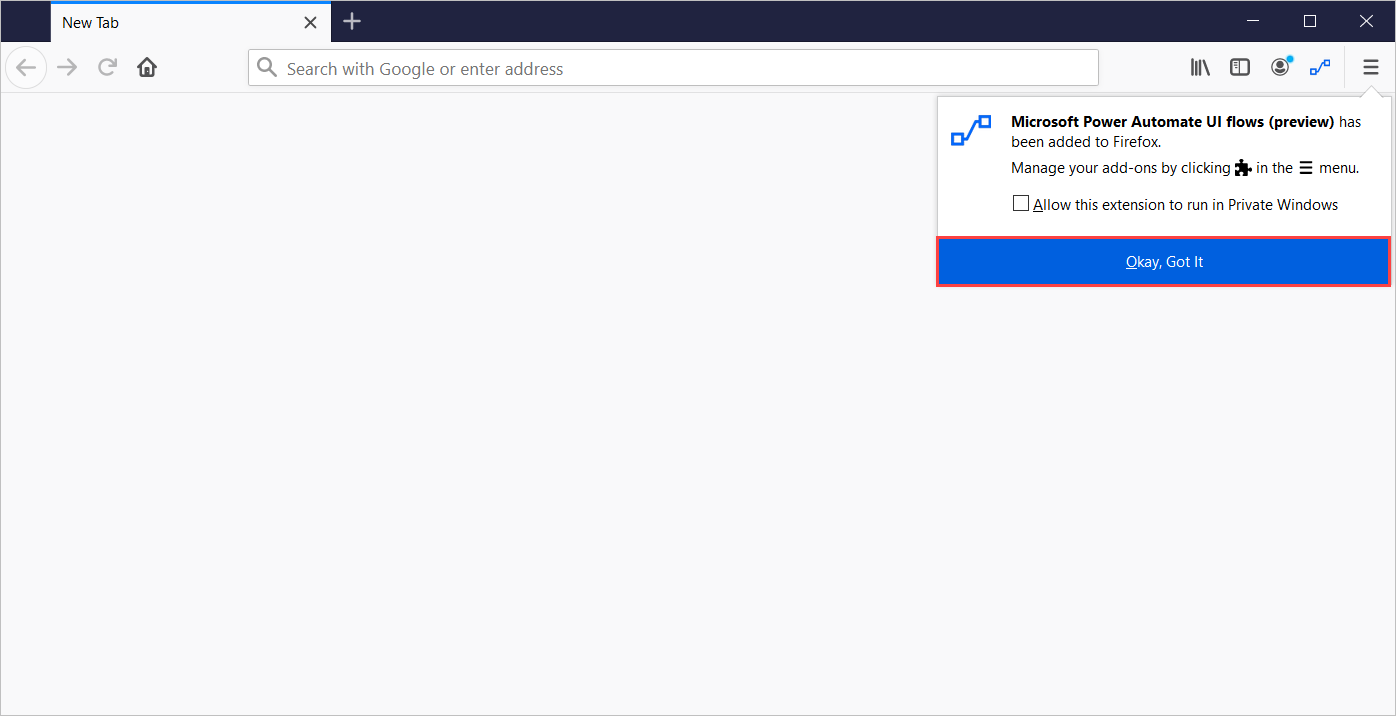 New Tab
Search with Google or enter address
Microsoft Power Automate UI flows (preview) has
been added to Firefox.
Manage your add-ons by clicking in the menu.
Allow this extension to run in Private Windows
Okay, Got It